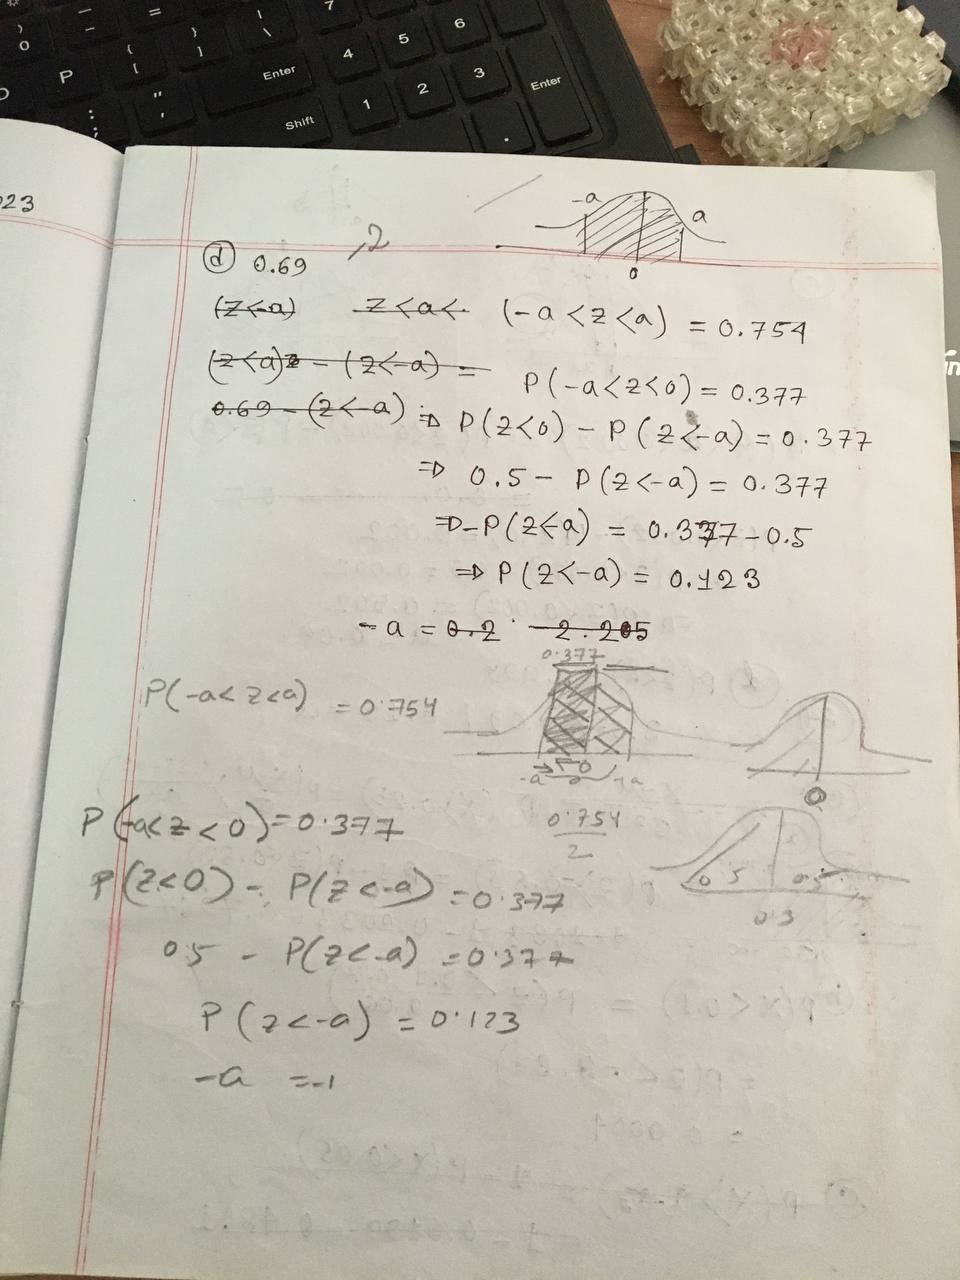 7
4 5 6
P
Enter
1 2 3
Enter
Shift
23
-a a
0
(d) 0.69
,2
(z<-a) z<a<- (-a<z<a) = 0.754
(z<a) - (z<-a) =
P(-a<z<0) = 0.377
0.69 - (z<-a)
⇒ P(z<0) - P(z<-a) = 0.377
⇒ 0.5 - P(z<-a) = 0.377
⇒ -P(z<-a) = 0.377-0.5
⇒ P(z<-a) = 0.123
-a = 0.2 -2.205
0.377
P(-a<z<a) = 0.754
-a 0 +a
0
P(-a<z<0) = 0.377
0.754
2
P(z<0) - P(z<-a) = 0.377
0.5 0.5
0.5 - P(z<-a) = 0.377
0.3
P(z<-a) = 0.123
-a = -1